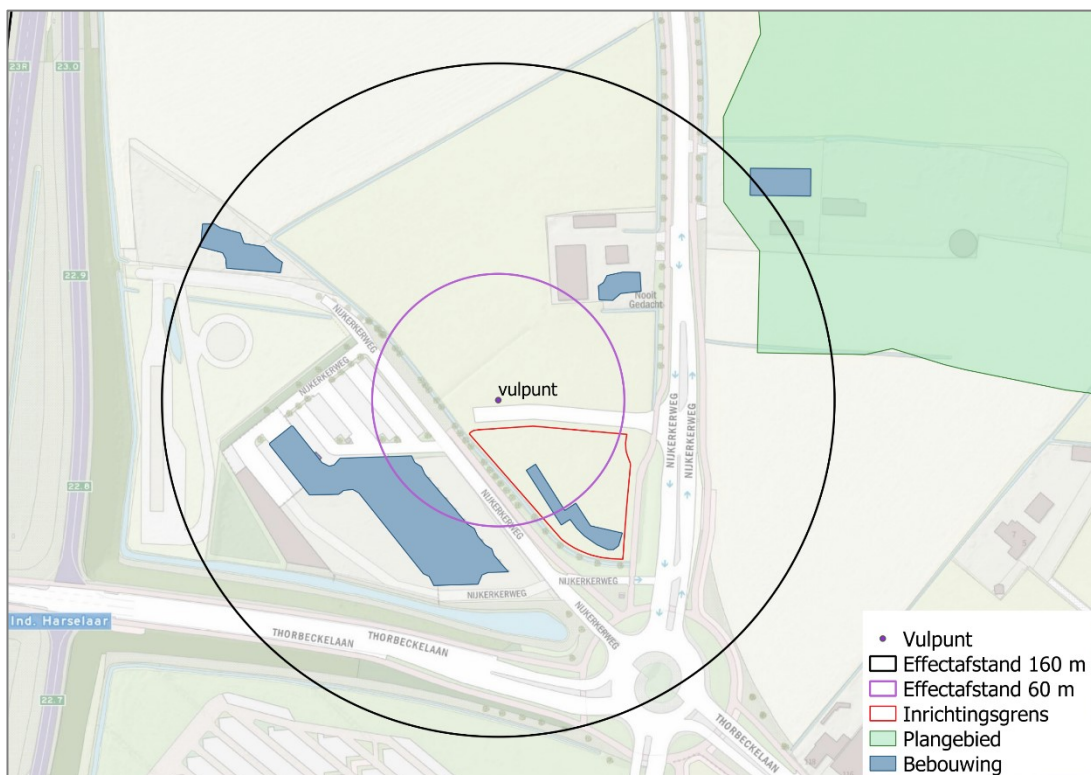 23R
23.0
22.9
22.8
22.7
Nooit
Gedacht
NIJKERKERWEG
NIJKERKERWEG
vulpunt
NIJKERKERWEG
NIJKERKERWEG
NIJKERKERWEG
NIJKERKERWEG
NIJKERKERWEG
NIJKERKERWEG
NIJKERKERWEG
Ind. Harselaar
THORBECKELAAN
THORBECKELAAN
THORBECKELAAN
Vulpunt
Effectafstand 160 m
Effectafstand 60 m
Inrichtingsgrens
Plangebied
Bebouwing